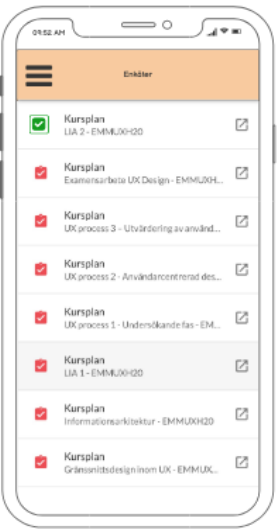 09:52 AM
Enkäter
Kursplan
LIA 2 - EMMUXH20
Kursplan
Examensarbete UX Design - EMMUXH...
Kursplan
UX process 3 - Utvärdering av använd...
Kursplan
UX process 2 - Användarcentrerad des...
Kursplan
UX process 1 - Undersökande fas - EM...
Kursplan
LIA 1 - EMMUXH20
Kursplan
Informationsarkitektur - EMMUXH20
Kursplan
Gränssnittsdesign inom UX - EMMUX...